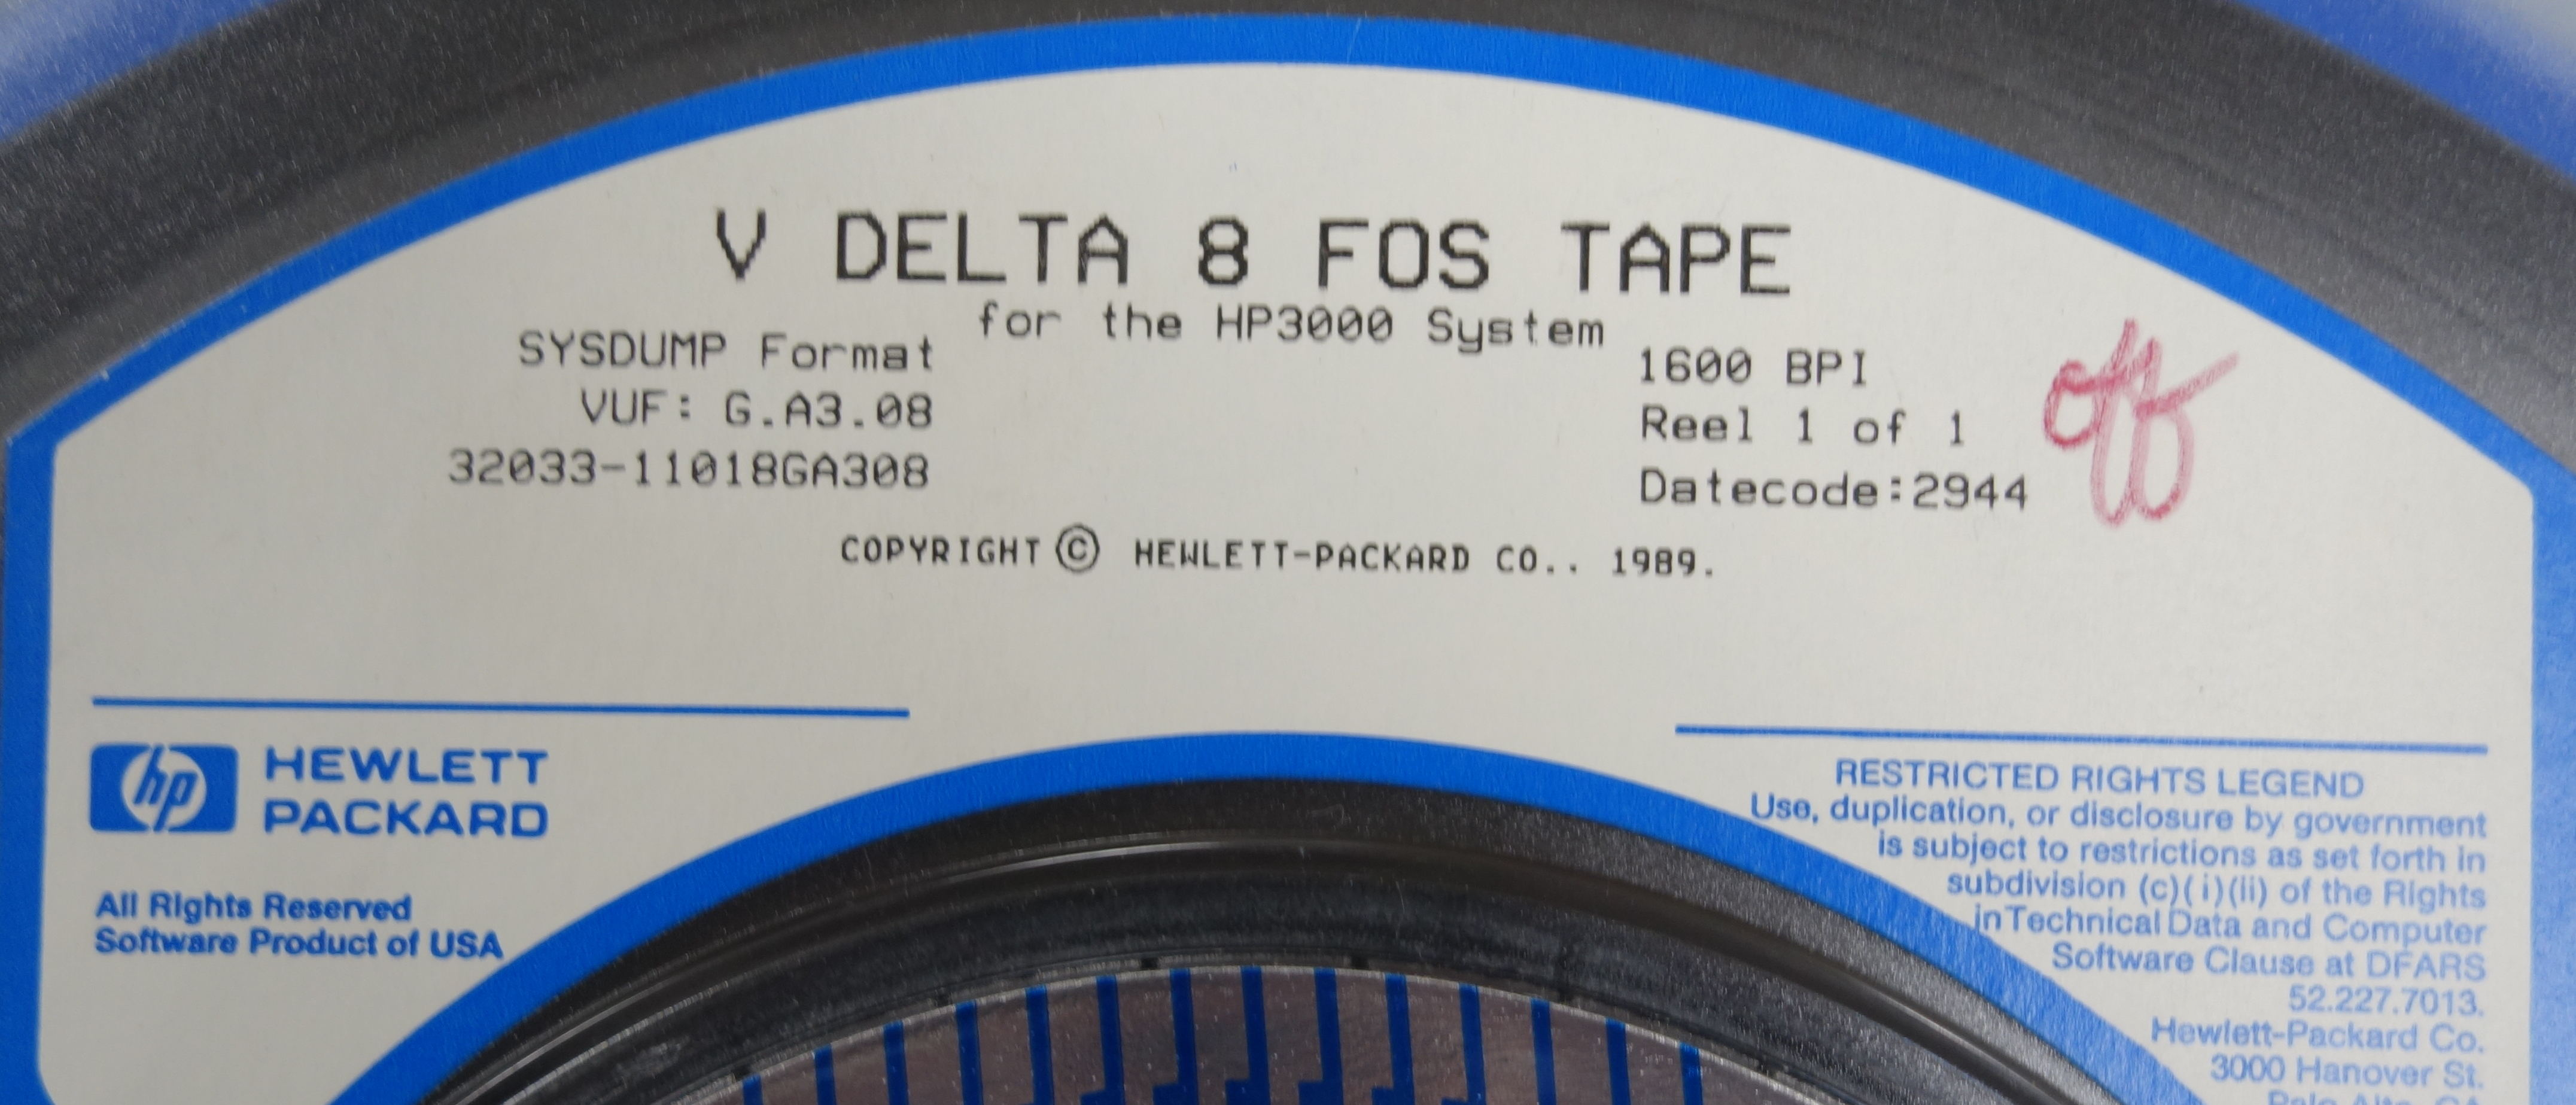 V DELTA 8 FOS TAPE
for the HP3000 System
SYSDUMP Format
VUF: G.A3.08
32033-11018GA308
1600 BPI
Reel 1 of 1
Datecode:2944
COPYRIGHT © HEWLETT-PACKARD CO.. 1989.
hp
HEWLETT
PACKARD
All Rights Reserved
Software Product of USA
RESTRICTED RIGHTS LEGEND
Use, duplication, or disclosure by government
is subject to restrictions as set forth in
subdivision (c)(i)(ii) of the Rights
in Technical Data and Computer
Software Clause at DFARS
52.227.7013.
Hewlett-Packard Co.
3000 Hanover St.
Palo Alto, CA